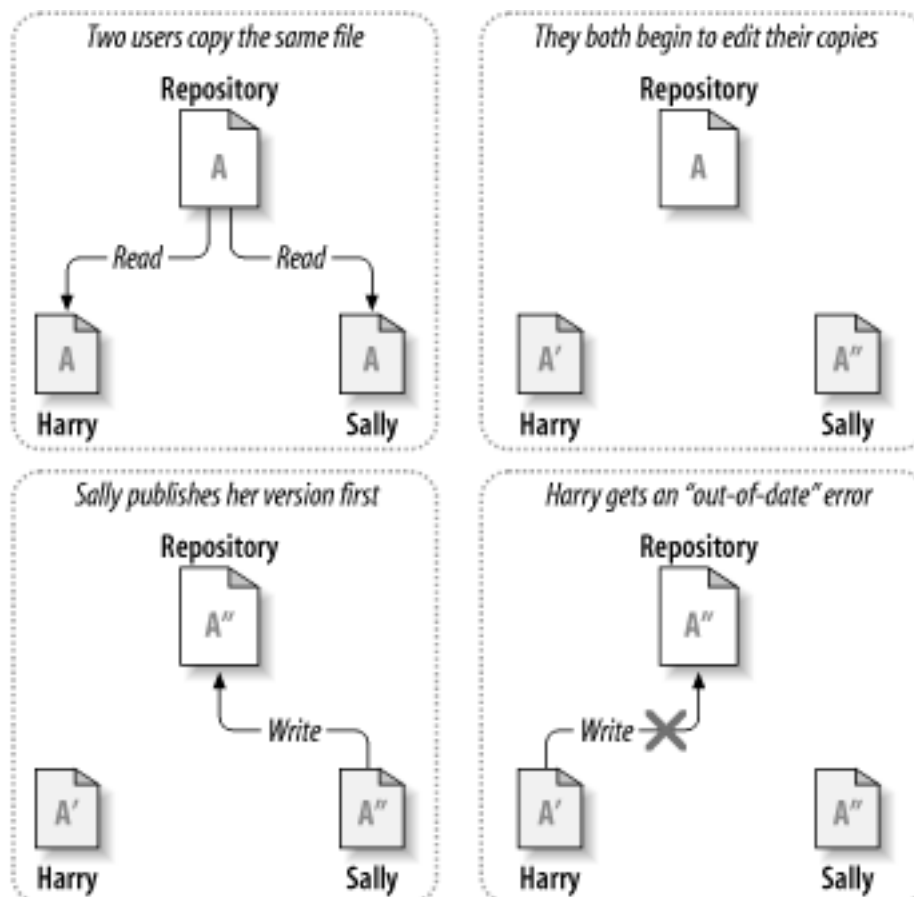 Two users copy the same file
Repository
A
Read
Read
A
A
Harry
Sally
They both begin to edit their copies
Repository
A
A′
A″
Harry
Sally
Sally publishes her version first
Repository
A″
Write
A′
A″
Harry
Sally
Harry gets an “out-of-date” error
Repository
A″
Write
A′
A″
Harry
Sally